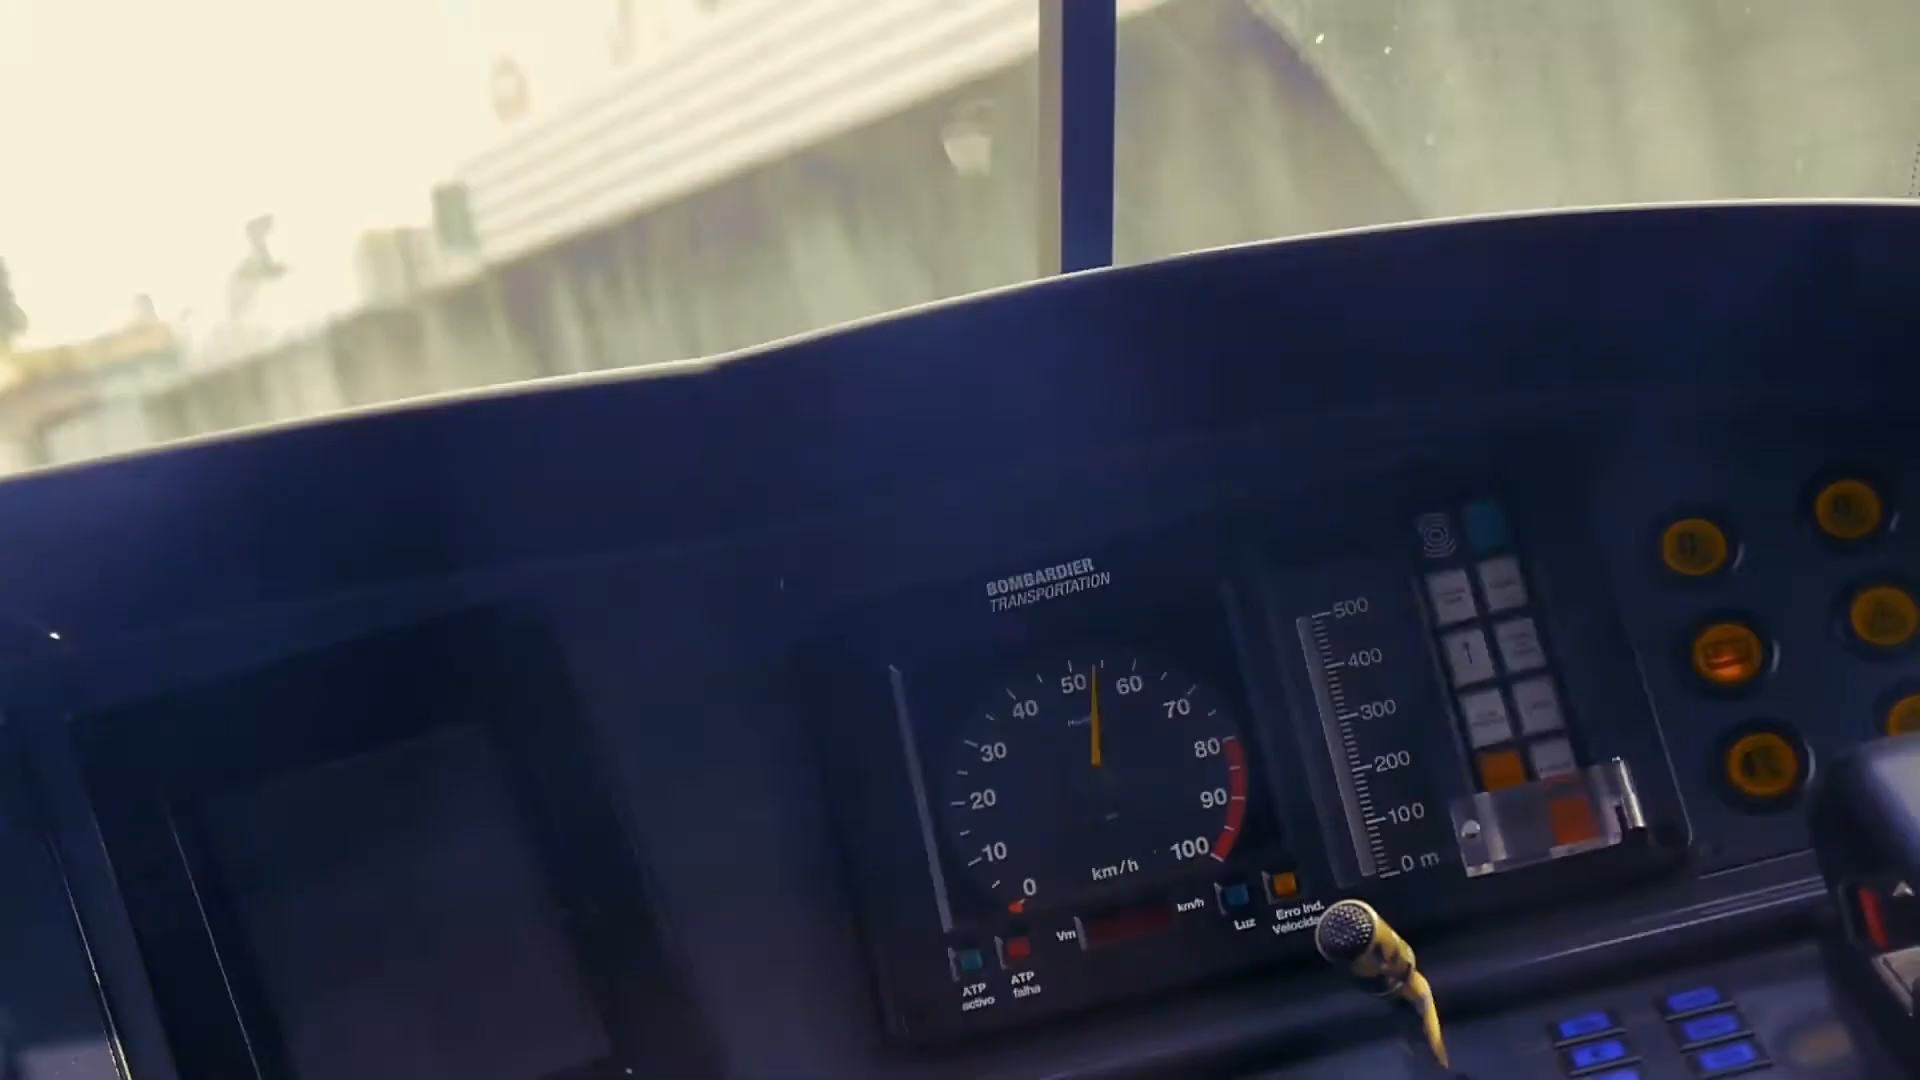 BOMBARDIER
TRANSPORTATION
50
60
40
70
30
80
20
90
10
100
0
km/h
500
400
300
200
100
0 m
Vm
km/h
Luz
Erro Ind.
ATP
activo
ATP
falha